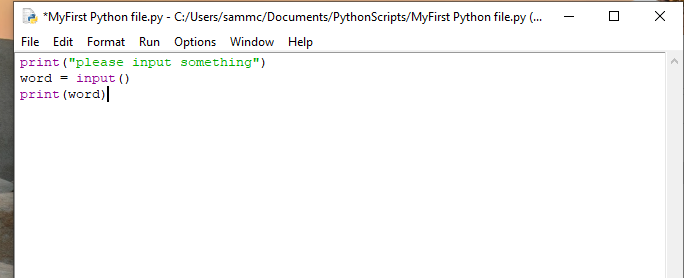 *MyFirst Python file.py - C:/Users/sammc/Documents/PythonScripts/MyFirst Python file.py (...
File Edit Format Run Options Window Help
print("please input something")
word = input()
print(word)